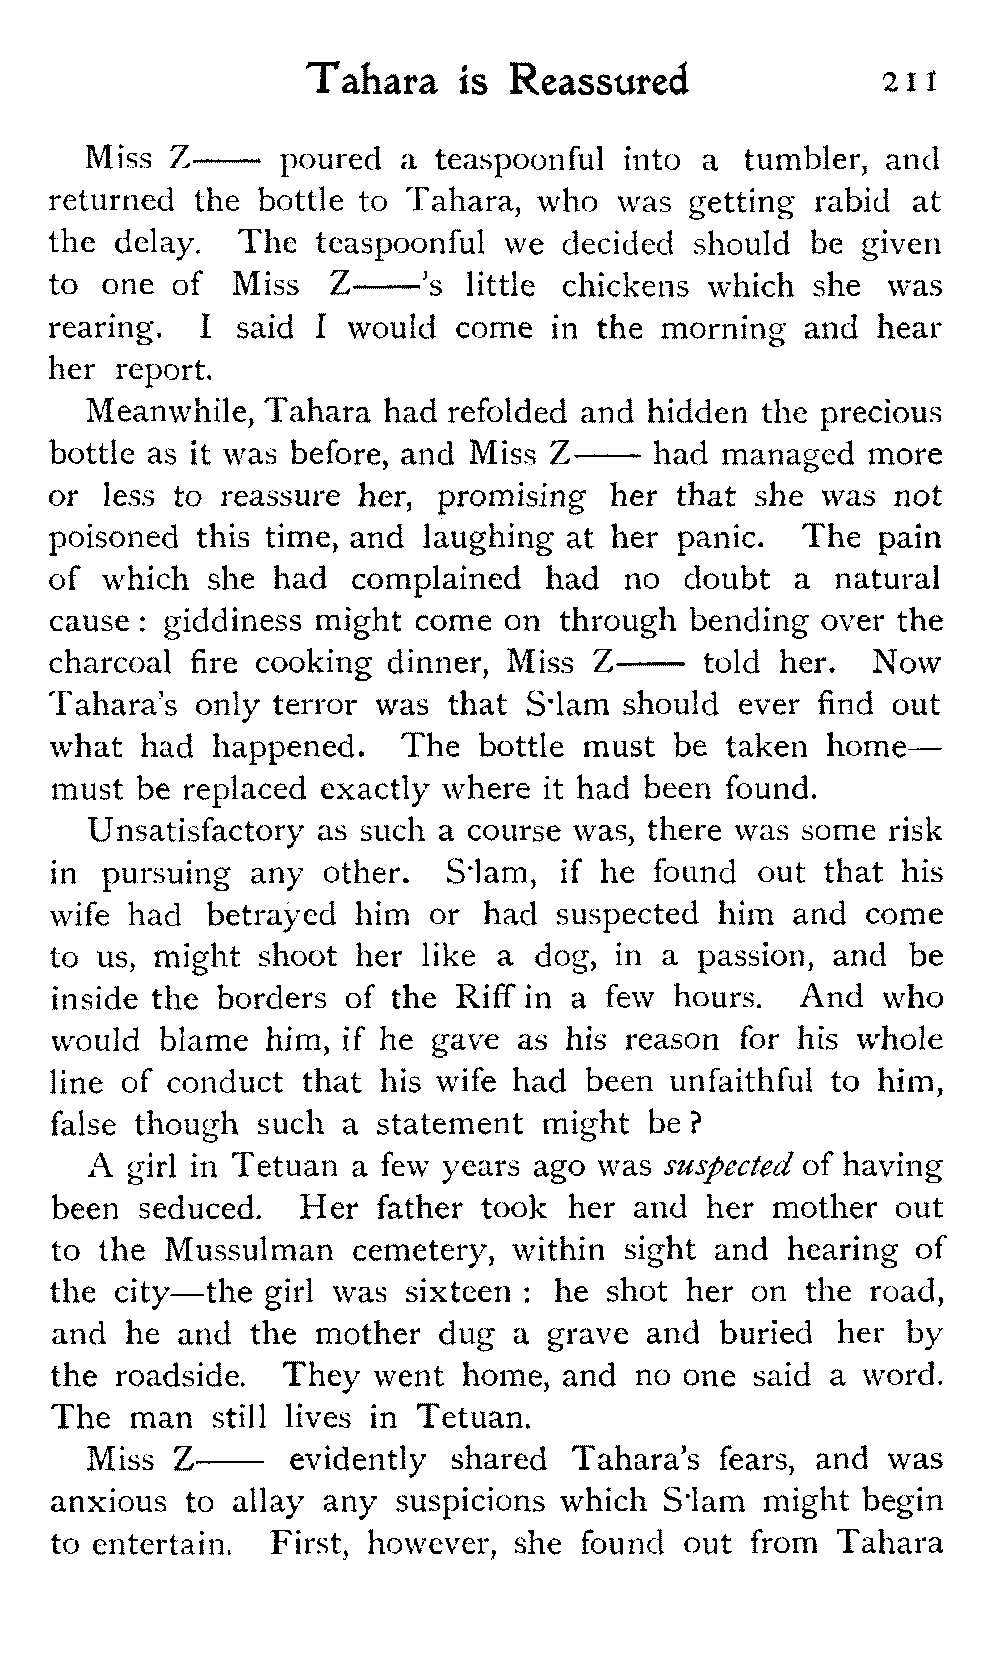 Tahara is Reassured 211
Miss Z—— poured a teaspoonful into a tumbler, and
returned the bottle to Tahara, who was getting rabid at
the delay. The teaspoonful we decided should be given
to one of Miss Z——'s little chickens which she was
rearing. I said I would come in the morning and hear
her report.
Meanwhile, Tahara had refolded and hidden the precious
bottle as it was before, and Miss Z—— had managed more
or less to reassure her, promising her that she was not
poisoned this time, and laughing at her panic. The pain
of which she had complained had no doubt a natural
cause : giddiness might come on through bending over the
charcoal fire cooking dinner, Miss Z—— told her. Now
Tahara's only terror was that S·lam should ever find out
what had happened. The bottle must be taken home—
must be replaced exactly where it had been found.
Unsatisfactory as such a course was, there was some risk
in pursuing any other. S·lam, if he found out that his
wife had betrayed him or had suspected him and come
to us, might shoot her like a dog, in a passion, and be
inside the borders of the Riff in a few hours. And who
would blame him, if he gave as his reason for his whole
line of conduct that his wife had been unfaithful to him,
false though such a statement might be ?
A girl in Tetuan a few years ago was suspected of having
been seduced. Her father took her and her mother out
to the Mussulman cemetery, within sight and hearing of
the city—the girl was sixteen : he shot her on the road,
and he and the mother dug a grave and buried her by
the roadside. They went home, and no one said a word.
The man still lives in Tetuan.
Miss Z—— evidently shared Tahara's fears, and was
anxious to allay any suspicions which S·lam might begin
to entertain. First, however, she found out from Tahara